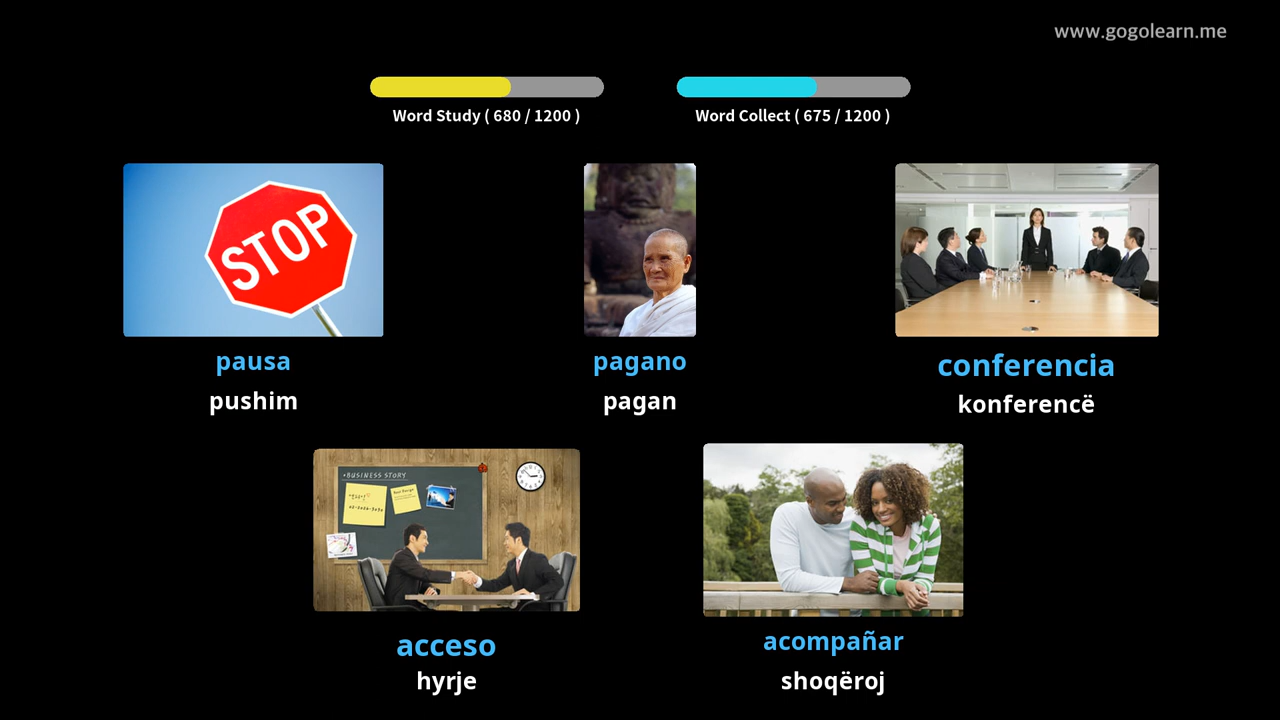 www.gogolearn.me
Word Study ( 680 / 1200 )
Word Collect ( 675 / 1200 )
STOP
pausa
pushim
pagano
pagan
conferencia
konferencë
BUSINESS STORY
acceso
hyrje
acompañar
shoqëroj